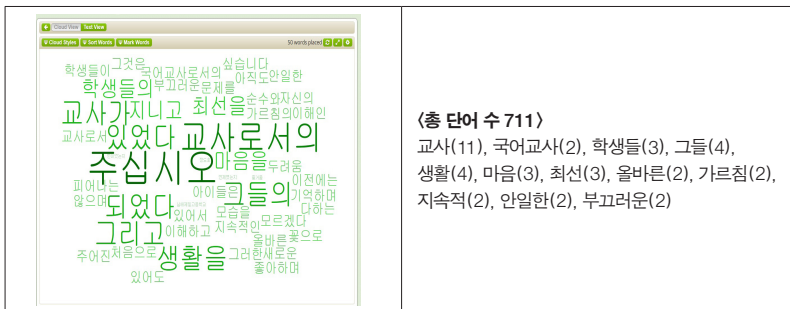 Cloud View Text View
Cloud Styles Sort Words Mark Words 50 words placed
학생들이 그것은 국어교사로서의 싶습니다
아직도 안일한
학생들의 부끄러운 문제를
교사가 지니고 최선을 순수와 자신의
가르침의 이해인
교사로서 있었다 교사로서의
주십시오 마음을 두려움
피어나는 아이들은 그들의 이전에는
않으며 기억하며
되었다 있어서 모습을 다하는
그리고 이해하고 지속적인 모르겠다
올바른 꽃으로
주어진 처음으로 생활을 그러한 새로운
좋아하며
있어도
〈총 단어 수 711〉
교사(11), 국어교사(2), 학생들(3), 그들(4),
생활(4), 마음(3), 최선(3), 올바른(2), 가르침(2),
지속적(2), 안일한(2), 부끄러운(2)